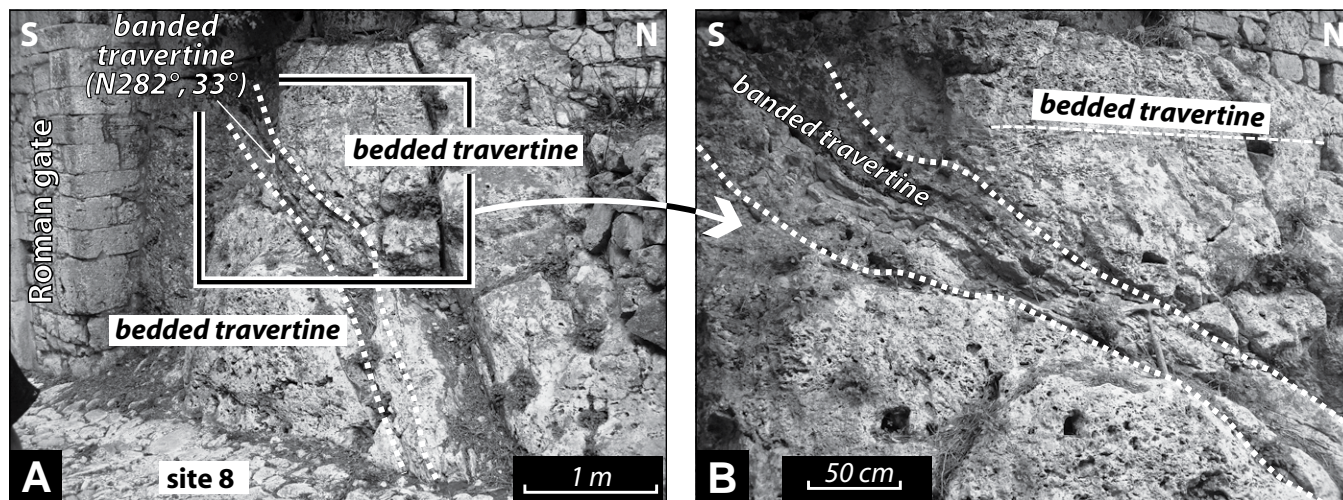 S
N
banded
travertine
(N282°, 33°)
Roman gate
bedded travertine
bedded travertine
A
site 8
1 m
S
N
banded travertine
bedded travertine
B
50 cm